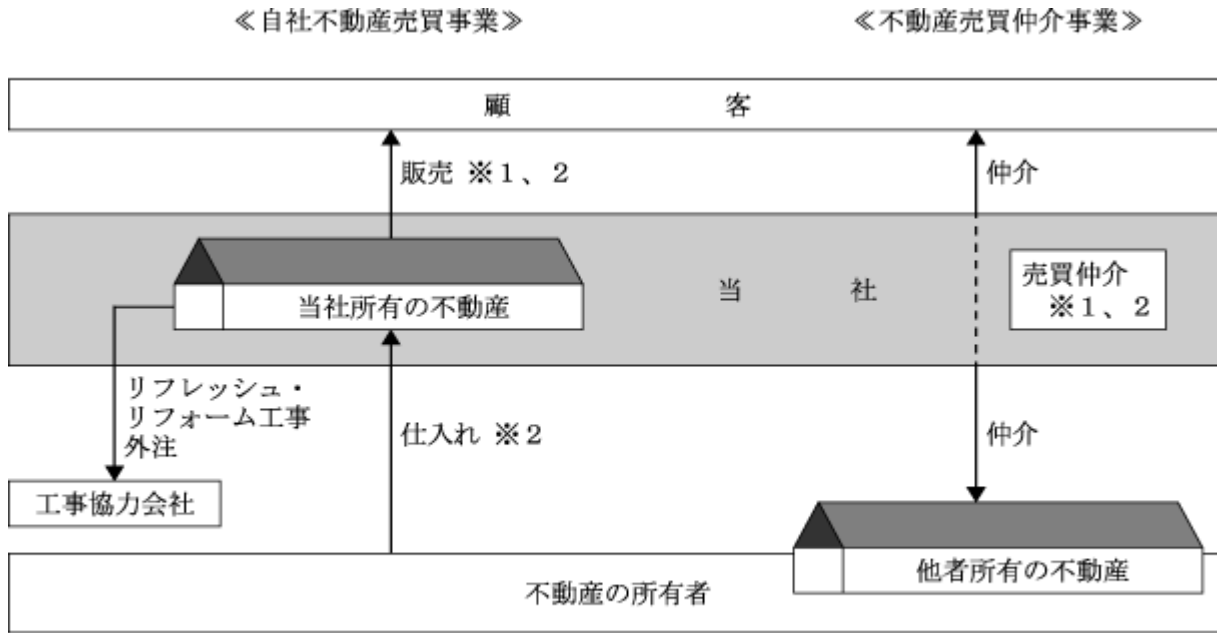 ≪自社不動産売買事業≫
≪不動産売買仲介事業≫
顧 客
販売 ※1、2
仲介
当社所有の不動産
当 社
売買仲介
※1、2
リフレッシュ・
リフォーム工事
外注
仕入れ ※2
仲介
工事協力会社
他者所有の不動産
不動産の所有者